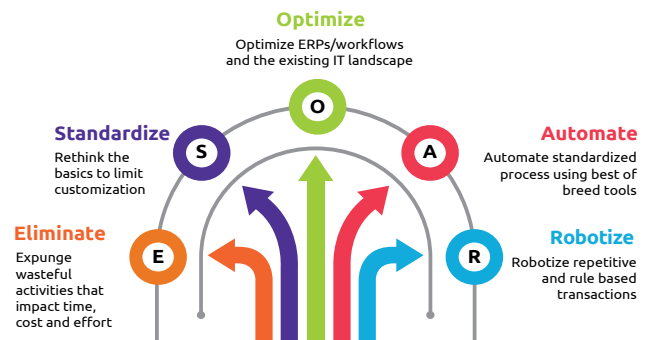 Optimize
Optimize ERPs/workflows
and the existing IT landscape
O
Standardize
Rethink the
basics to limit
customization
S
A
Automate
Automate standardized
process using best of
breed tools
Eliminate
Expunge
wasteful
activities that
impact time,
cost and effort
E
R
Robotize
Robotize repetitive
and rule based
transactions